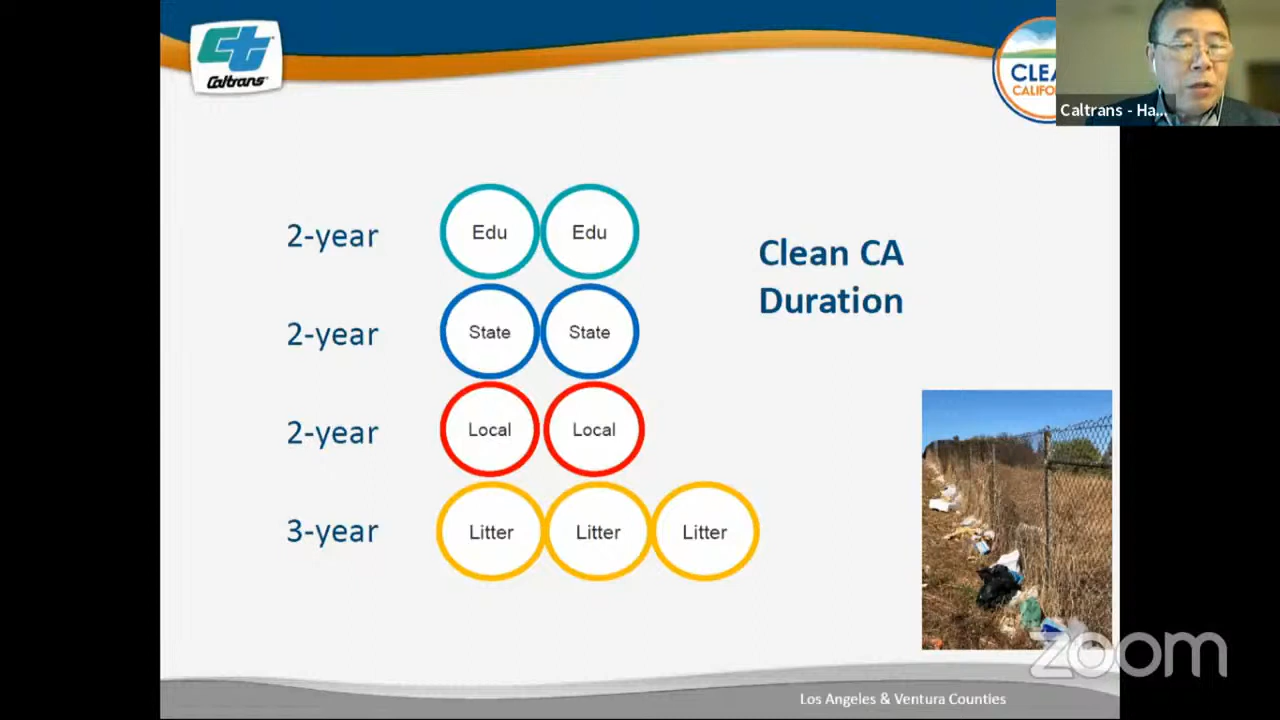 Caltrans
CLEA
CALIFO
Caltrans - Ha...
2-year
Edu
Edu
Clean CA
Duration
2-year
State
State
2-year
Local
Local
3-year
Litter
Litter
Litter
zoom
Los Angeles & Ventura Counties